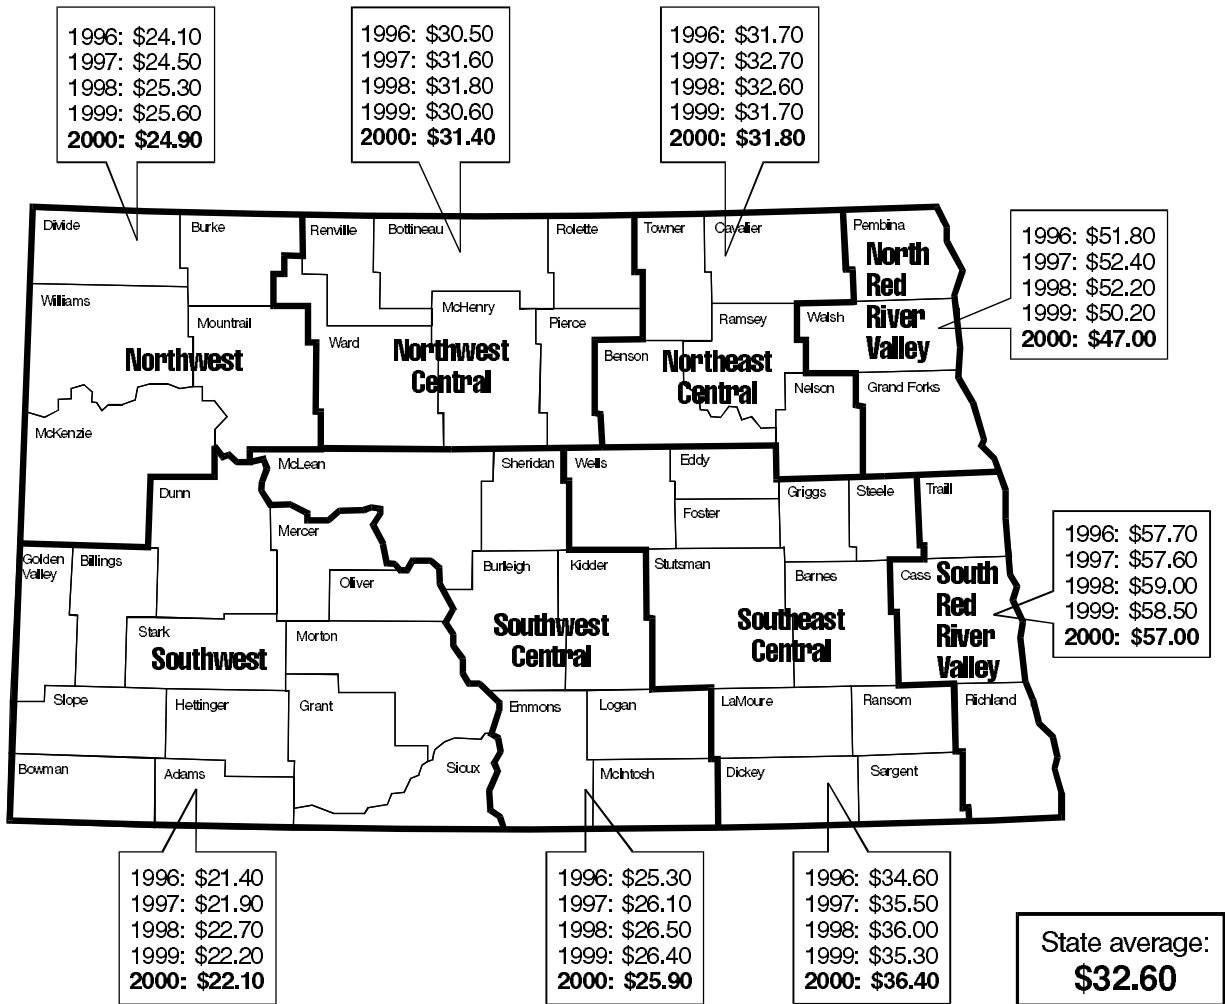 1996: $24.10
1997: $24.50
1998: $25.30
1999: $25.60
2000: $24.90
1996: $30.50
1997: $31.60
1998: $31.80
1999: $30.60
2000: $31.40
1996: $31.70
1997: $32.70
1998: $32.60
1999: $31.70
2000: $31.80
1996: $51.80
1997: $52.40
1998: $52.20
1999: $50.20
2000: $47.00
Divide
Burke
Williams
Mountrail
Northwest
McKenzie
Renville
Bottineau
Rolette
McHenry
Ward
Pierce
Northwest
Central
Towner
Cavalier
Ramsey
Benson
Northeast
Central
Nelson
Pembina
North
Red
River
Valley
Walsh
Grand Forks
Dunn
Mercer
Golden
Valley
Billings
Oliver
Stark
Morton
Southwest
Slope
Hettinger
Grant
Bowman
Adams
Sioux
McLean
Sheridan
Burleigh
Kidder
Southwest
Central
Emmons
Logan
McIntosh
Wells
Eddy
Foster
Griggs
Steele
Stutsman
Barnes
Southeast
Central
LaMoure
Ransom
Dickey
Sargent
Traill
Cass
South
Red
River
Valley
Richland
1996: $57.70
1997: $57.60
1998: $59.00
1999: $58.50
2000: $57.00
1996: $21.40
1997: $21.90
1998: $22.70
1999: $22.20
2000: $22.10
1996: $25.30
1997: $26.10
1998: $26.50
1999: $26.40
2000: $25.90
1996: $34.60
1997: $35.50
1998: $36.00
1999: $35.30
2000: $36.40
State average:
$32.60